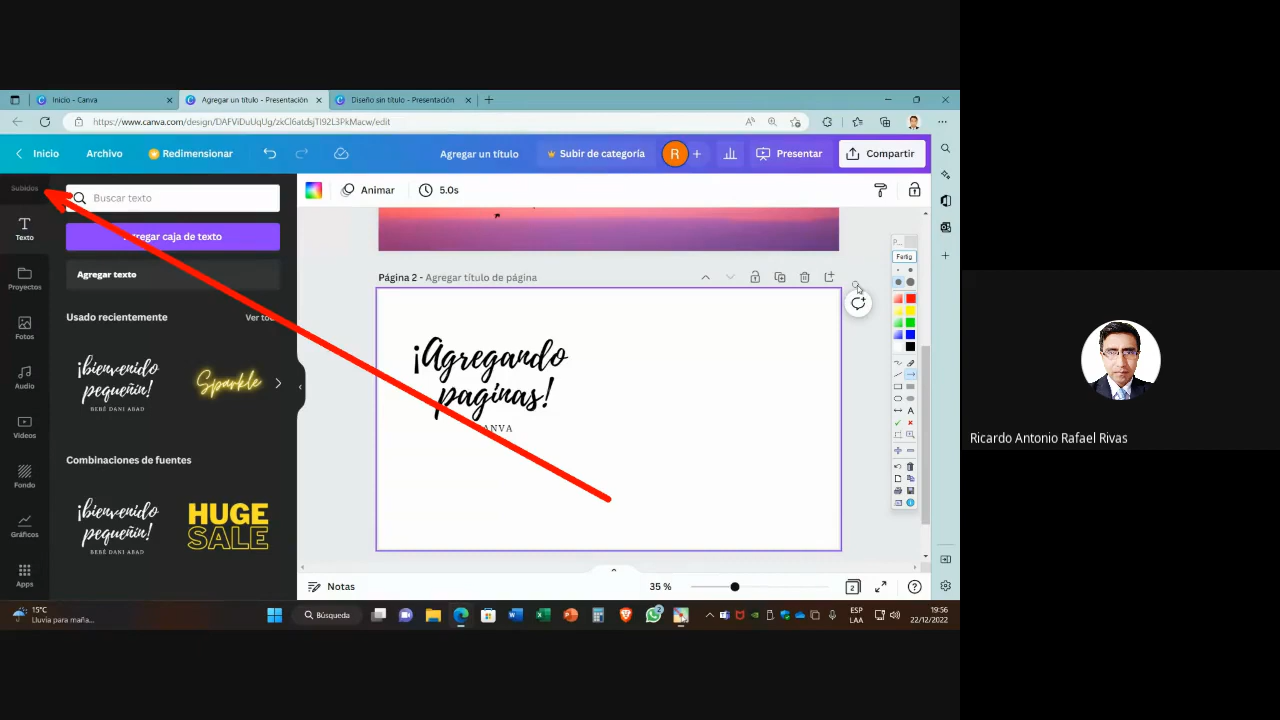 Inicio - Canva
Agregar un título - Presentación
Diseño sin título - Presentación
https://www.canva.com/design/DAFViDuUqUg/zkCl6atdsjTI92L3PkMacw/edit
Inicio
Archivo
Redimensionar
Agregar un título
Subir de categoría
R
Presentar
Compartir
Subidos
Texto
Proyectos
Fotos
Audio
Videos
Fondo
Gráficos
Apps
Buscar texto
Agregar caja de texto
Agregar texto
Usado recientemente
¡bienvenido
pequeñín!
BEBÉ DANI ABAD
Sparkle
Combinaciones de fuentes
¡bienvenido
pequeñín!
BEBÉ DANI ABAD
HUGE
SALE
Animar
5.0s
Página 2 - Agregar título de página
¡Agregando
paginas!
Notas
35 %
2
Fertig
A
Ricardo Antonio Rafael Rivas
15°C
Lluvia para maña...
Búsqueda
ESP
LAA
19:56
22/12/2022